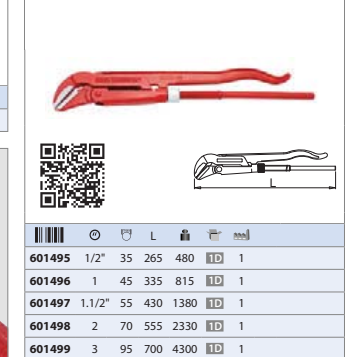 L
L
601495 1/2" 35 265 480 1D 1
601496 1 45 335 815 1D 1
601497 1.1/2" 55 430 1380 1D 1
601498 2 70 555 2330 1D 1
601499 3 95 700 4300 1D 1